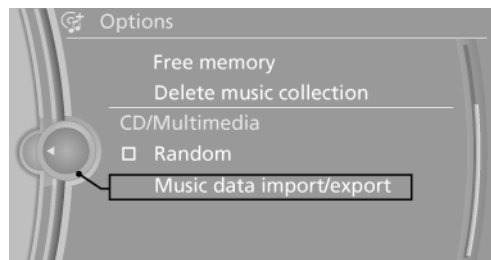 Options
Free memory
Delete music collection
CD/Multimedia
Random
Music data import/export